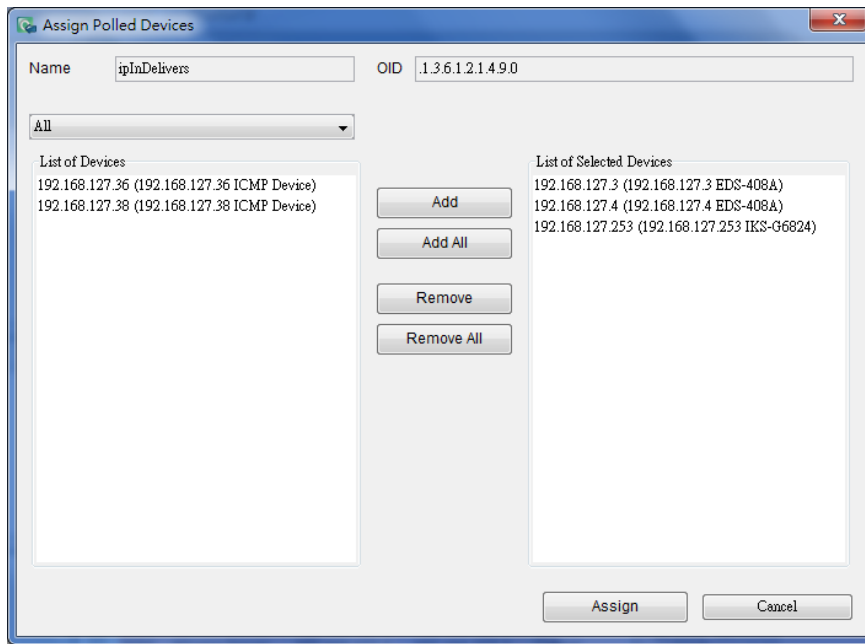 Assign Polled Devices
Name ipInDelivers OID .1.3.6.1.2.1.4.9.0
All
List of Devices
192.168.127.36 (192.168.127.36 ICMP Device)
192.168.127.38 (192.168.127.38 ICMP Device)
Add
Add All
Remove
Remove All
List of Selected Devices
192.168.127.3 (192.168.127.3 EDS-408A)
192.168.127.4 (192.168.127.4 EDS-408A)
192.168.127.253 (192.168.127.253 IKS-G6824)
Assign Cancel